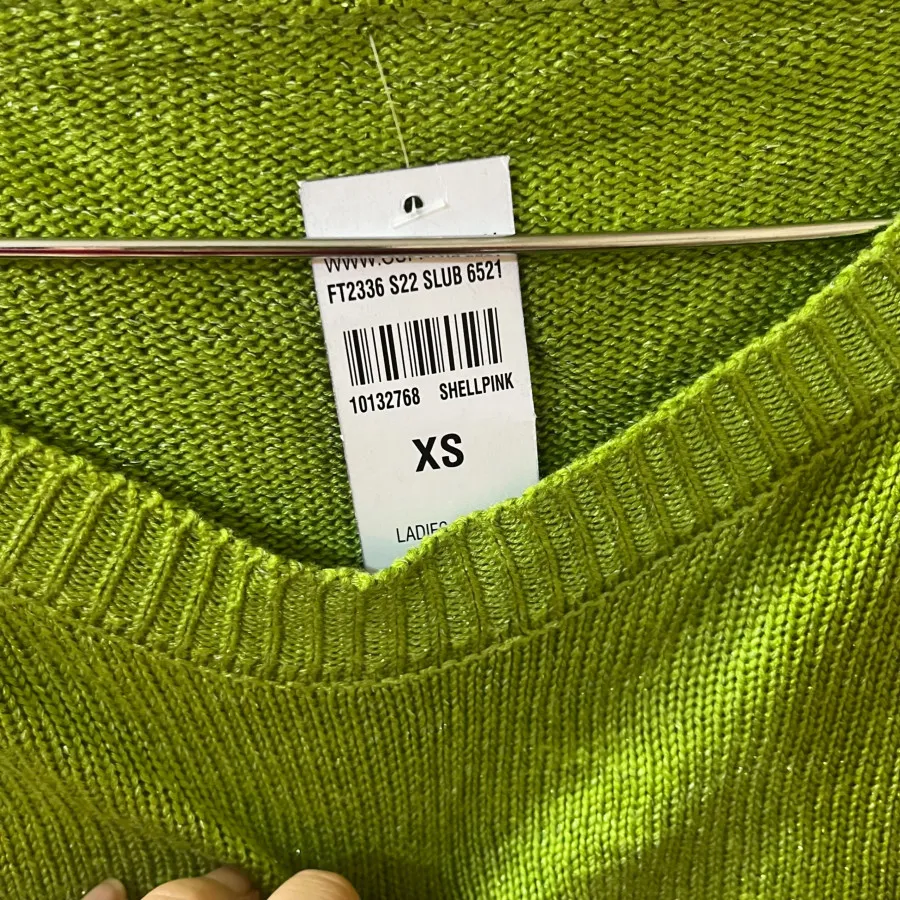 FT2336 S22 SLUB 6521
10132768 SHELLPINK
XS